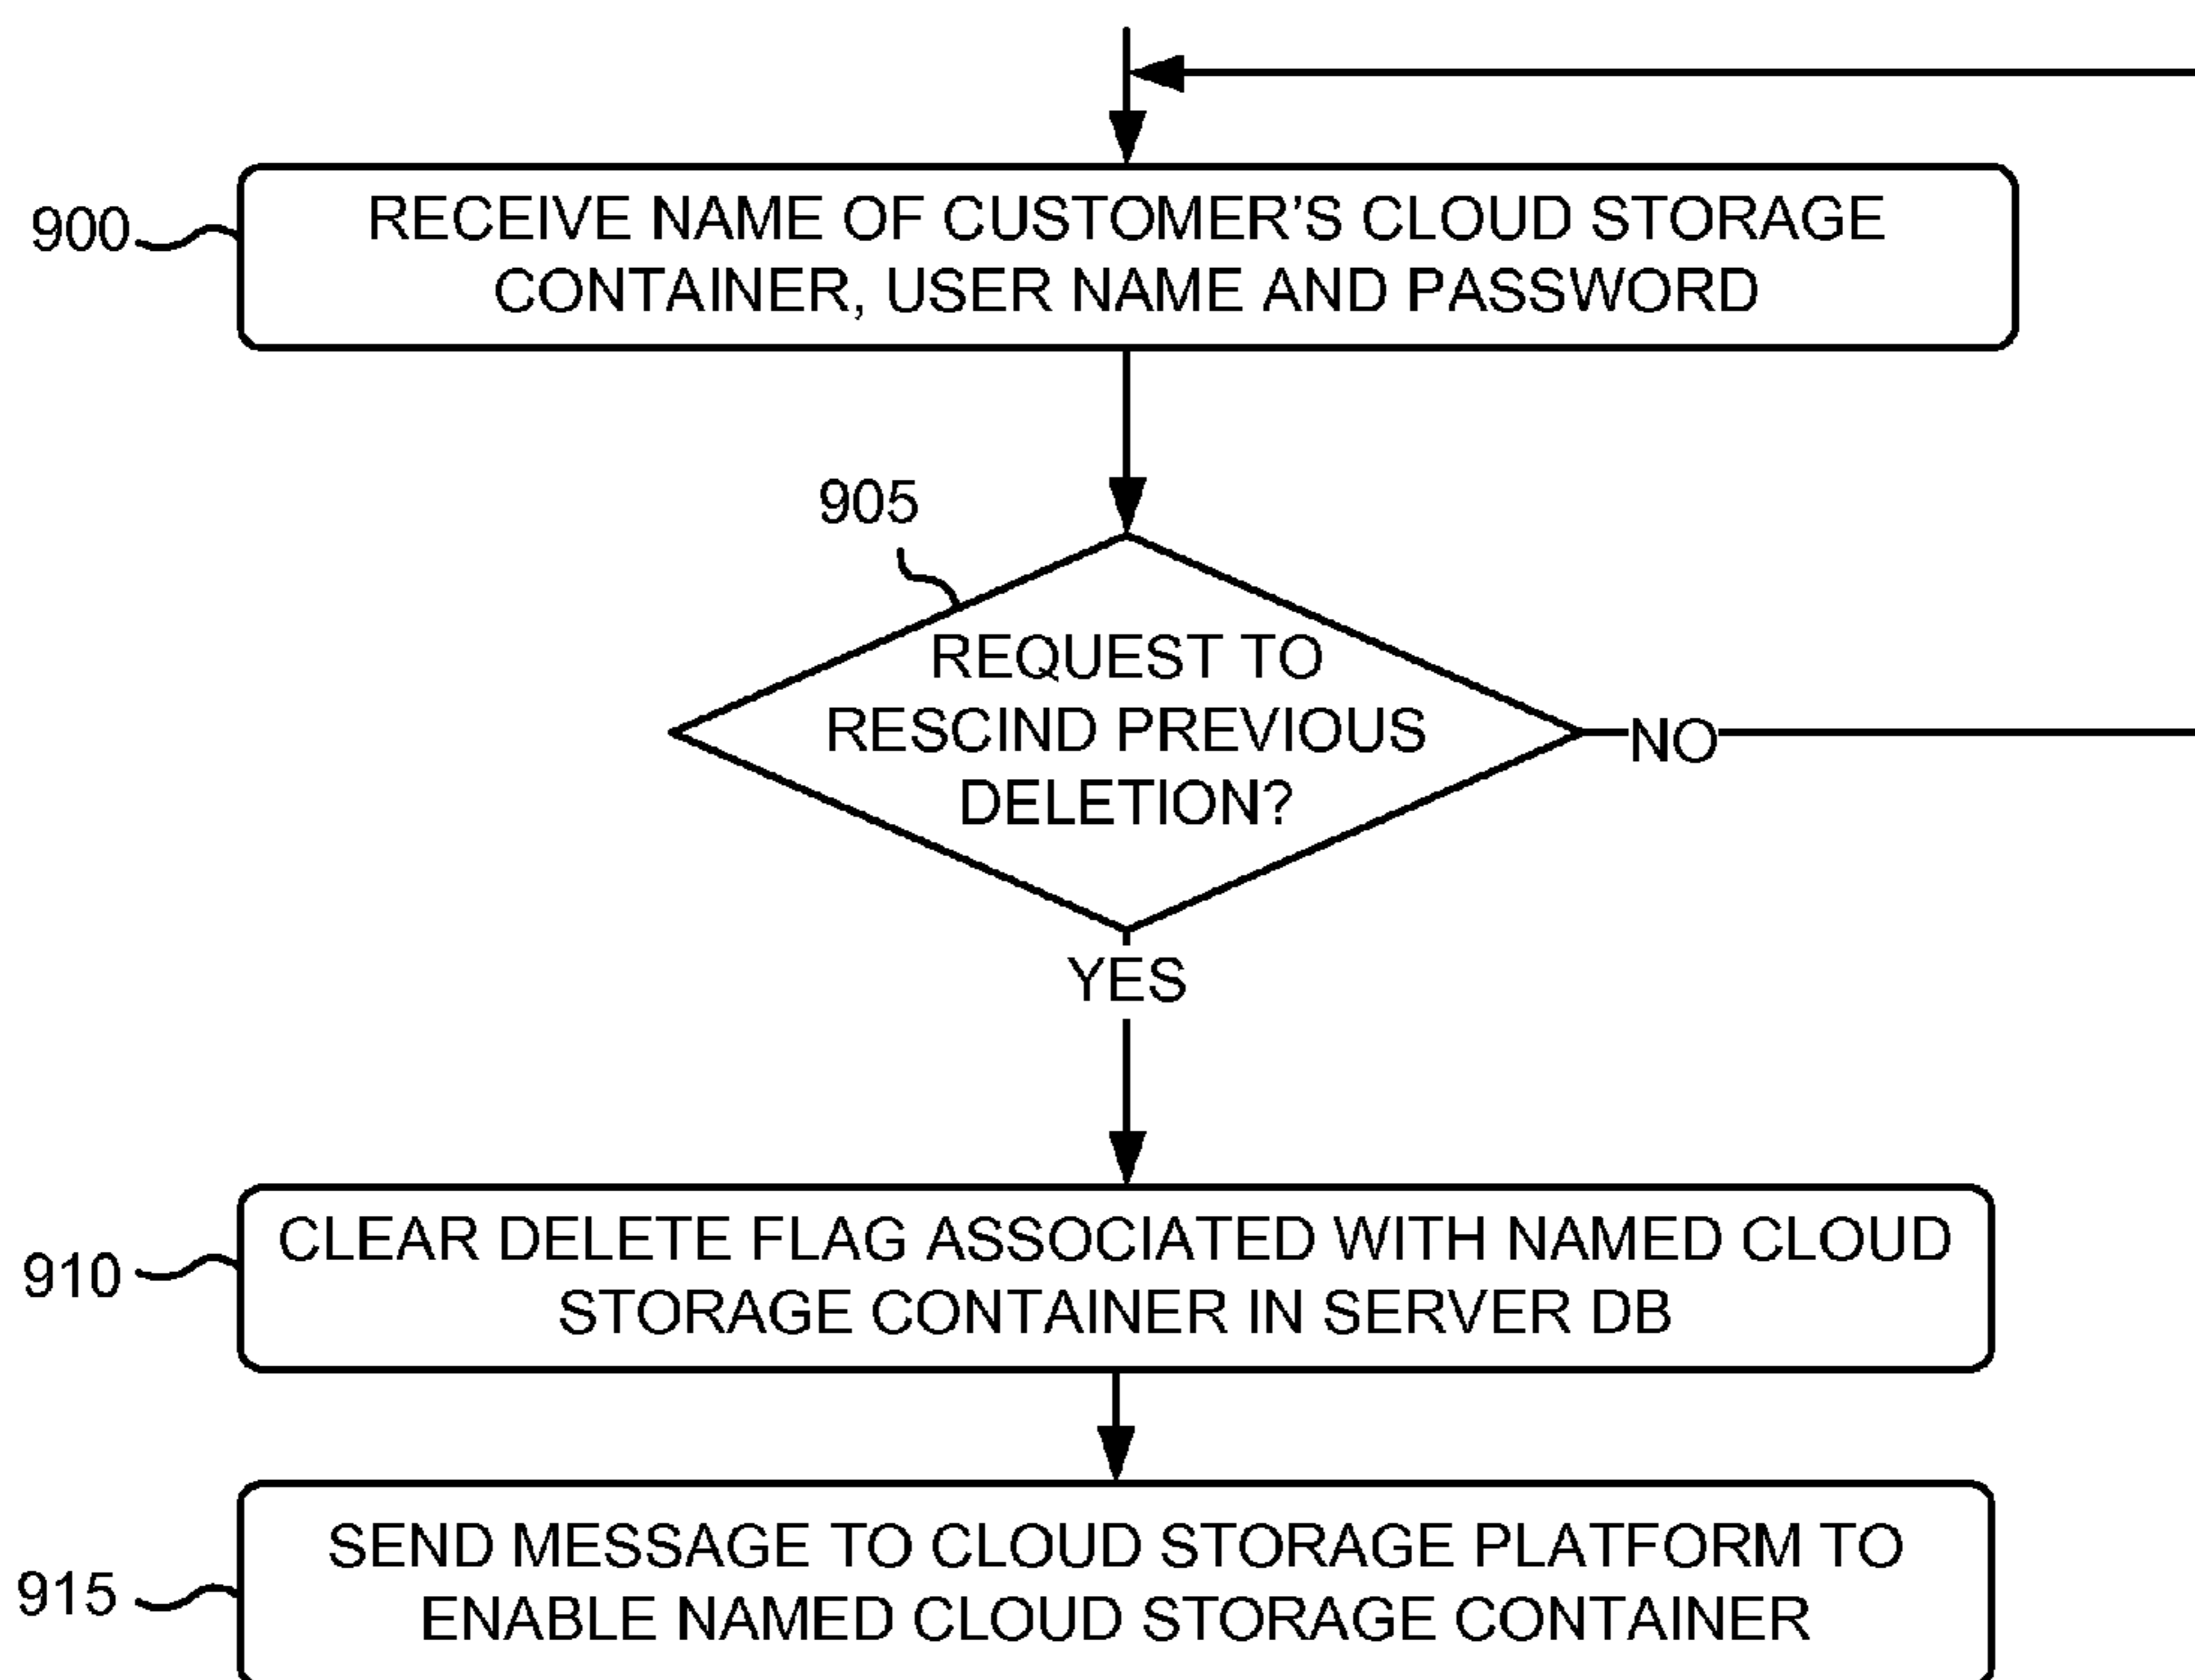 900
RECEIVE NAME OF CUSTOMER’S CLOUD STORAGE
CONTAINER, USER NAME AND PASSWORD
905
REQUEST TO
RESCIND PREVIOUS
DELETION?
NO
YES
910
CLEAR DELETE FLAG ASSOCIATED WITH NAMED CLOUD
STORAGE CONTAINER IN SERVER DB
915
SEND MESSAGE TO CLOUD STORAGE PLATFORM TO
ENABLE NAMED CLOUD STORAGE CONTAINER